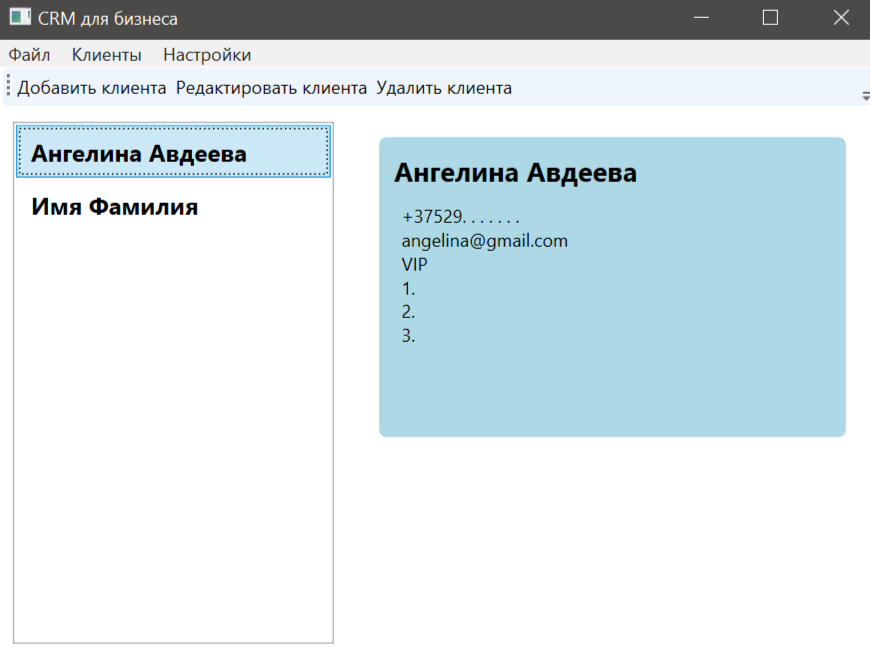 CRM для бизнеса
Файл Клиенты Настройки
Добавить клиента Редактировать клиента Удалить клиента
Ангелина Авдеева
Имя Фамилия
Ангелина Авдеева
+37529. . . . . . .
angelina@gmail.com
VIP
1.
2.
3.